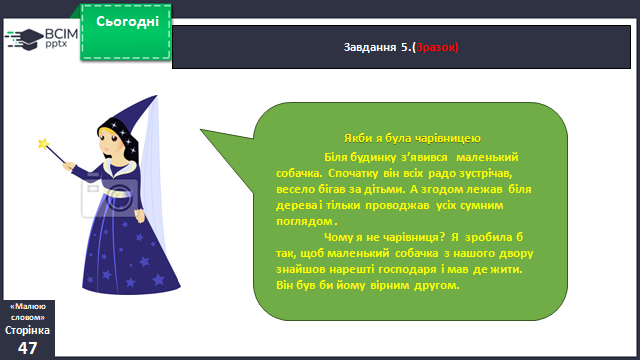 Сьогодні
BCIM
pptx
Завдання 5.(Зразок)
Якби я була чарівницею
Біля будинку з’явився маленький
собачка. Спочатку він всіх радо зустрічав,
весело бігав за дітьми. А згодом лежав біля
дерева і тільки проводжав усіх сумним
поглядом .
Чому я не чарівниця? Я зробила б
так, щоб маленький собачка з нашого двору
знайшов нарешті господаря і мав де жити.
Він був би йому вірним другом.
«Малюю
словом»
Сторінка
47